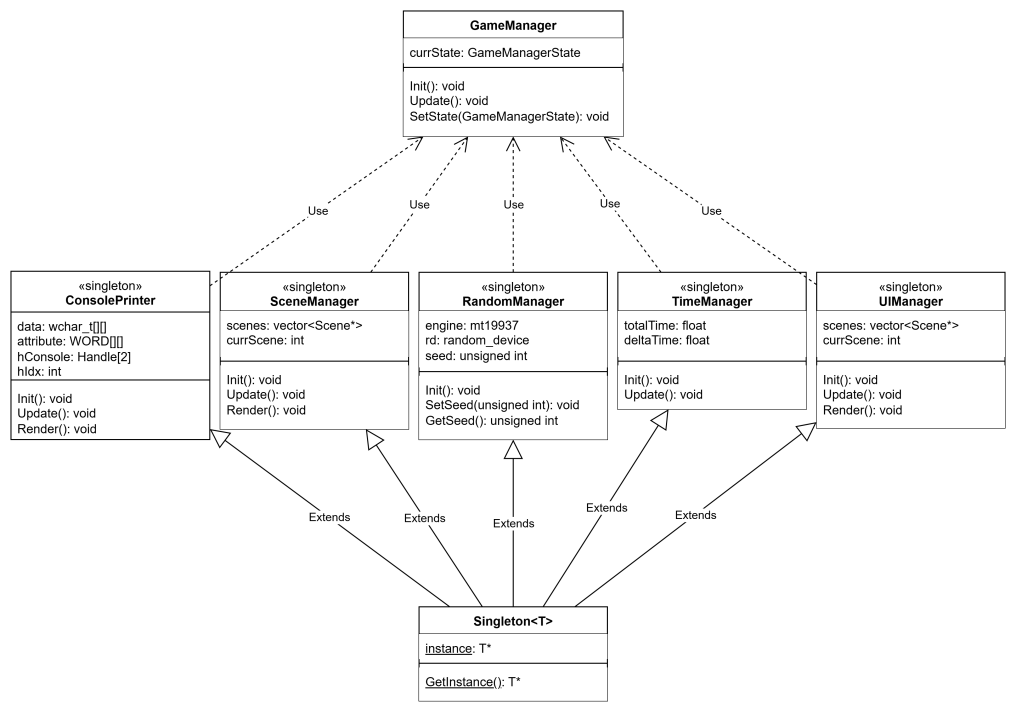 GameManager
currState: GameManagerState
Init(): void
Update(): void
SetState(GameManagerState): void
Use
Use
Use
Use
Use
«singleton»
ConsolePrinter
data: wchar_t[][]
attribute: WORD[][]
hConsole: Handle[2]
hIdx: int
Init(): void
Update(): void
Render(): void
«singleton»
SceneManager
scenes: vector<Scene*>
currScene: int
Init(): void
Update(): void
Render(): void
«singleton»
RandomManager
engine: mt19937
rd: random_device
seed: unsigned int
Init(): void
SetSeed(unsigned int): void
GetSeed(): unsigned int
«singleton»
TimeManager
totalTime: float
deltaTime: float
Init(): void
Update(): void
«singleton»
UIManager
scenes: vector<Scene*>
currScene: int
Init(): void
Update(): void
Render(): void
Extends
Extends
Extends
Extends
Extends
Singleton<T>
instance: T*
GetInstance(): T*